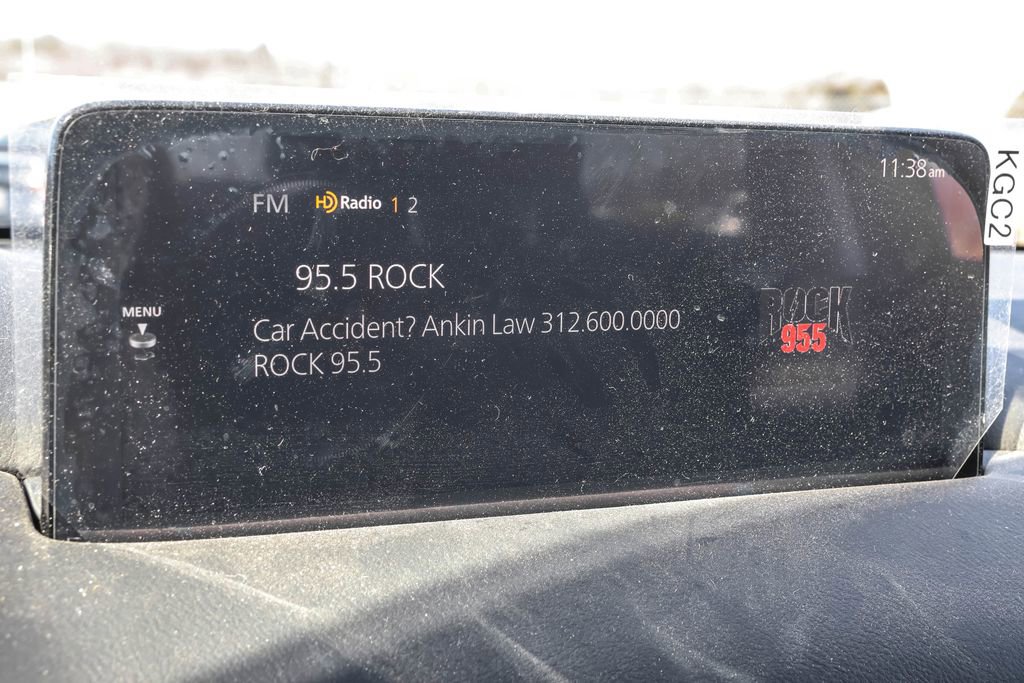 11:38am
FM HD Radio 1 2
95.5 ROCK
MENU
Car Accident? Ankin Law 312.600.0000
ROCK 95.5
ROCK
955
KGC2